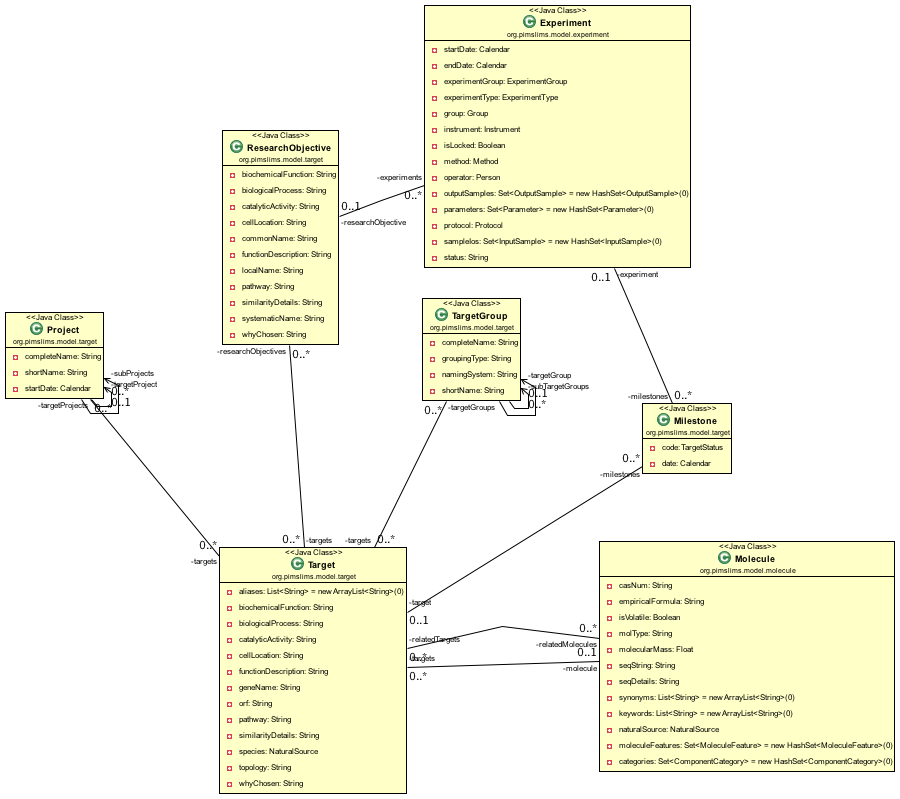 <<Java Class>>
Experiment
org.pimslims.model.experiment
startDate: Calendar
endDate: Calendar
experimentGroup: ExperimentGroup
experimentType: ExperimentType
group: Group
instrument: Instrument
isLocked: Boolean
method: Method
operator: Person
outputSamples: Set<OutputSample> = new HashSet<OutputSample>(0)
parameters: Set<Parameter> = new HashSet<Parameter>(0)
protocol: Protocol
sampleIos: Set<InputSample> = new HashSet<InputSample>(0)
status: String
<<Java Class>>
ResearchObjective
org.pimslims.model.target
biochemicalFunction: String
biologicalProcess: String
catalyticActivity: String
cellLocation: String
commonName: String
functionDescription: String
localName: String
pathway: String
similarityDetails: String
systematicName: String
whyChosen: String
-experiments
0..*
0..1
-researchObjective
0..1
-experiment
<<Java Class>>
Project
org.pimslims.model.target
completeName: String
shortName: String
startDate: Calendar
-subProjects
-targetProject
0..*
0..1
-targetProjects
0..*
-researchObjectives
0..*
<<Java Class>>
TargetGroup
org.pimslims.model.target
completeName: String
groupingType: String
namingSystem: String
shortName: String
-targetGroup
-subTargetGroups
0..1
0..*
0..*
-targetGroups
-milestones
0..*
<<Java Class>>
Milestone
org.pimslims.model.target
code:TargetStatus
date: Calendar
0..*
-milestones
0..*
-targets
0..*
-targets
-targets
0..*
<<Java Class>>
Target
org.pimslims.model.target
aliases: List<String> = new ArrayList<String>(0)
biochemicalFunction: String
biologicalProcess: String
catalyticActivity: String
cellLocation: String
functionDescription: String
geneName: String
orf: String
pathway: String
similarityDetails: String
species: NaturalSource
topology: String
whyChosen: String
-target
0..1
-relatedTargets
0..*
-targets
0..*
0..*
-relatedMolecules
0..1
-molecule
<<Java Class>>
Molecule
org.pimslims.model.molecule
casNum: String
empiricalFormula: String
isVolatile: Boolean
molType: String
molecularMass: Float
seqString: String
seqDetails: String
synonyms: List<String> = new ArrayList<String>(0)
keywords: List<String> = new ArrayList<String>(0)
naturalSource: NaturalSource
moleculeFeatures: Set<MoleculeFeature> = new HashSet<MoleculeFeature>(0)
categories: Set<ComponentCategory> = new HashSet<ComponentCategory>(0)